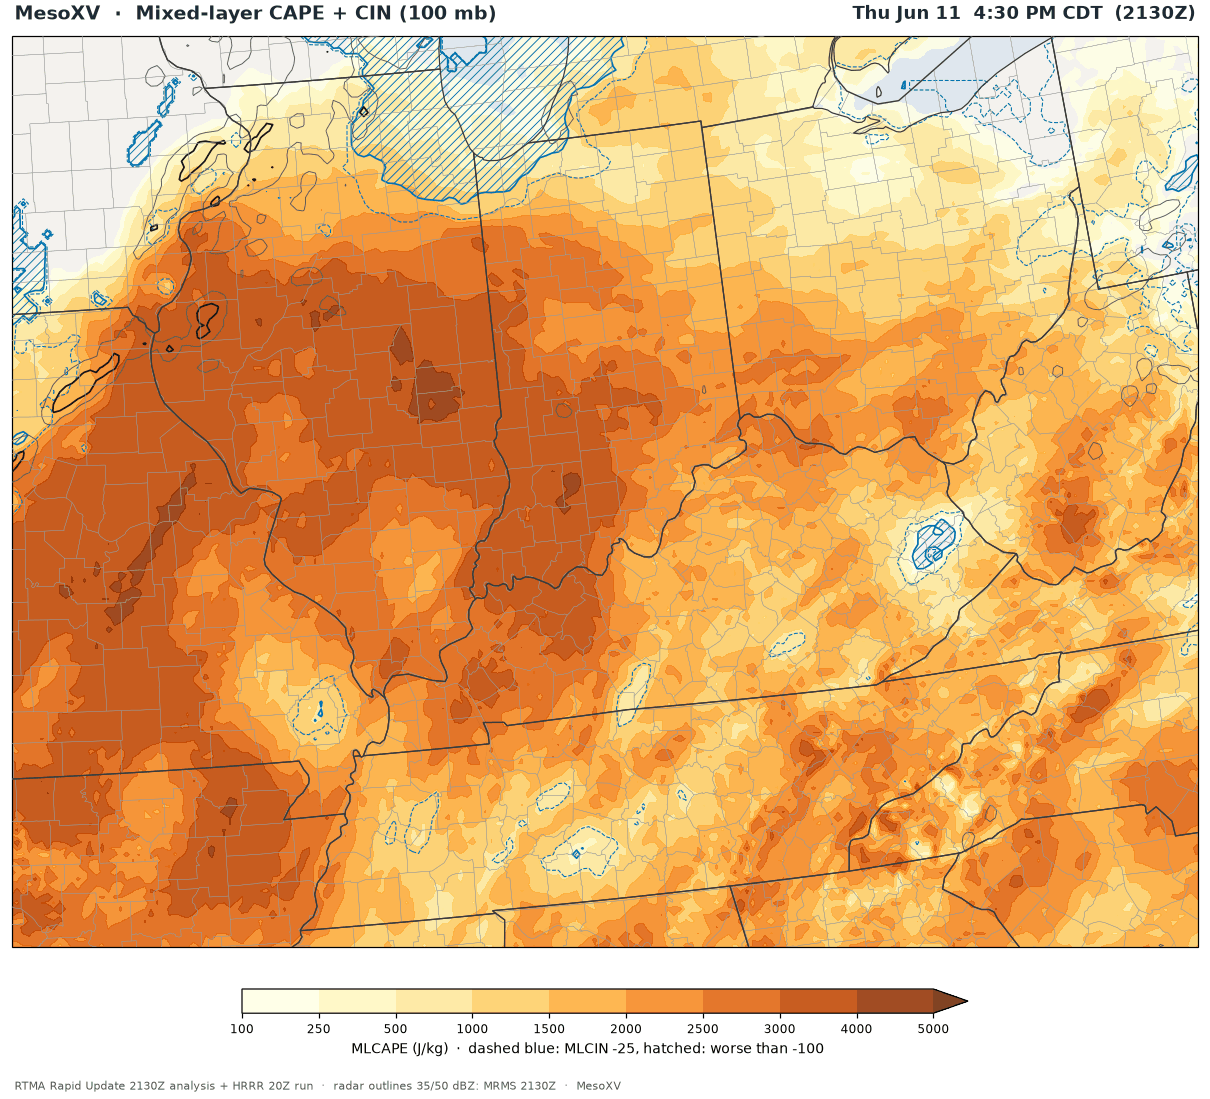 MesoXV · Mixed-layer CAPE + CIN (100 mb)
Thu Jun 11 4:30 PM CDT (2130Z)
100 250 500 1000 1500 2000 2500 3000 4000 5000
MLCAPE (J/kg) · dashed blue: MLCIN -25, hatched: worse than -100
RTMA Rapid Update 2130Z analysis + HRRR 20Z run · radar outlines 35/50 dBZ: MRMS 2130Z · MesoXV